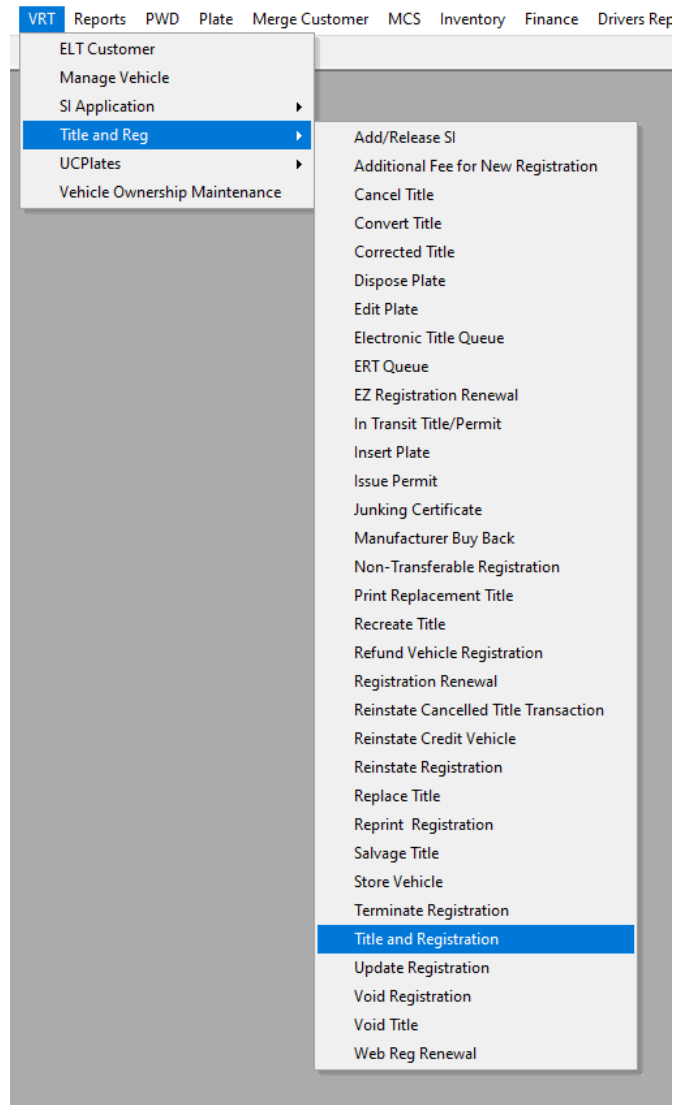 VRT Reports PWD Plate Merge Customer MCS Inventory Finance Drivers Rep
ELT Customer
Manage Vehicle
SI Application
Title and Reg
UCPlates
Vehicle Ownership Maintenance
Add/Release SI
Additional Fee for New Registration
Cancel Title
Convert Title
Corrected Title
Dispose Plate
Edit Plate
Electronic Title Queue
ERT Queue
EZ Registration Renewal
In Transit Title/Permit
Insert Plate
Issue Permit
Junking Certificate
Manufacturer Buy Back
Non-Transferable Registration
Print Replacement Title
Recreate Title
Refund Vehicle Registration
Registration Renewal
Reinstate Cancelled Title Transaction
Reinstate Credit Vehicle
Reinstate Registration
Replace Title
Reprint Registration
Salvage Title
Store Vehicle
Terminate Registration
Title and Registration
Update Registration
Void Registration
Void Title
Web Reg Renewal